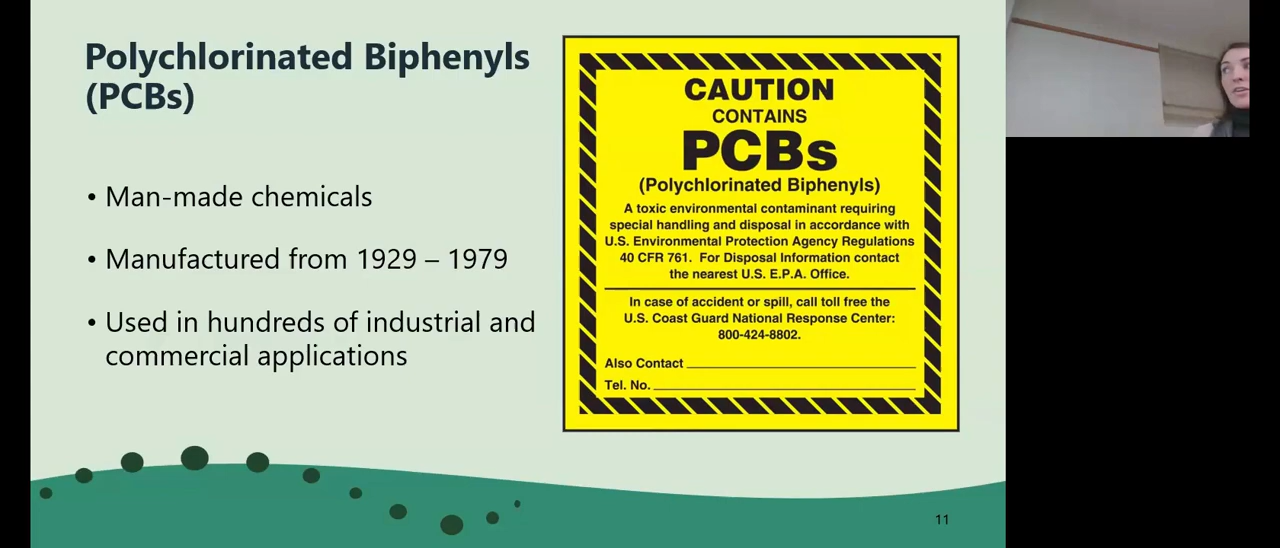 Polychlorinated Biphenyls
(PCBs)
• Man-made chemicals
• Manufactured from 1929 – 1979
• Used in hundreds of industrial and
commercial applications
CAUTION
CONTAINS
PCBs
(Polychlorinated Biphenyls)
A toxic environmental contaminant requiring
special handling and disposal in accordance with
U.S. Environmental Protection Agency Regulations
40 CFR 761. For Disposal Information contact
the nearest U.S. E.P.A. Office.
In case of accident or spill, call toll free the
U.S. Coast Guard National Response Center:
800-424-8802.
Also Contact
Tel. No.
11